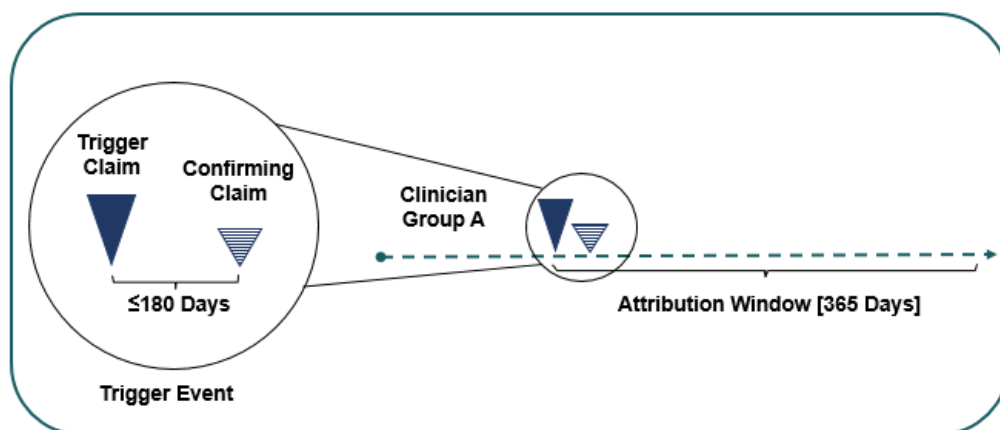 Trigger
Claim
Confirming
Claim
≤180 Days
Trigger Event
Clinician
Group A
Attribution Window [365 Days]